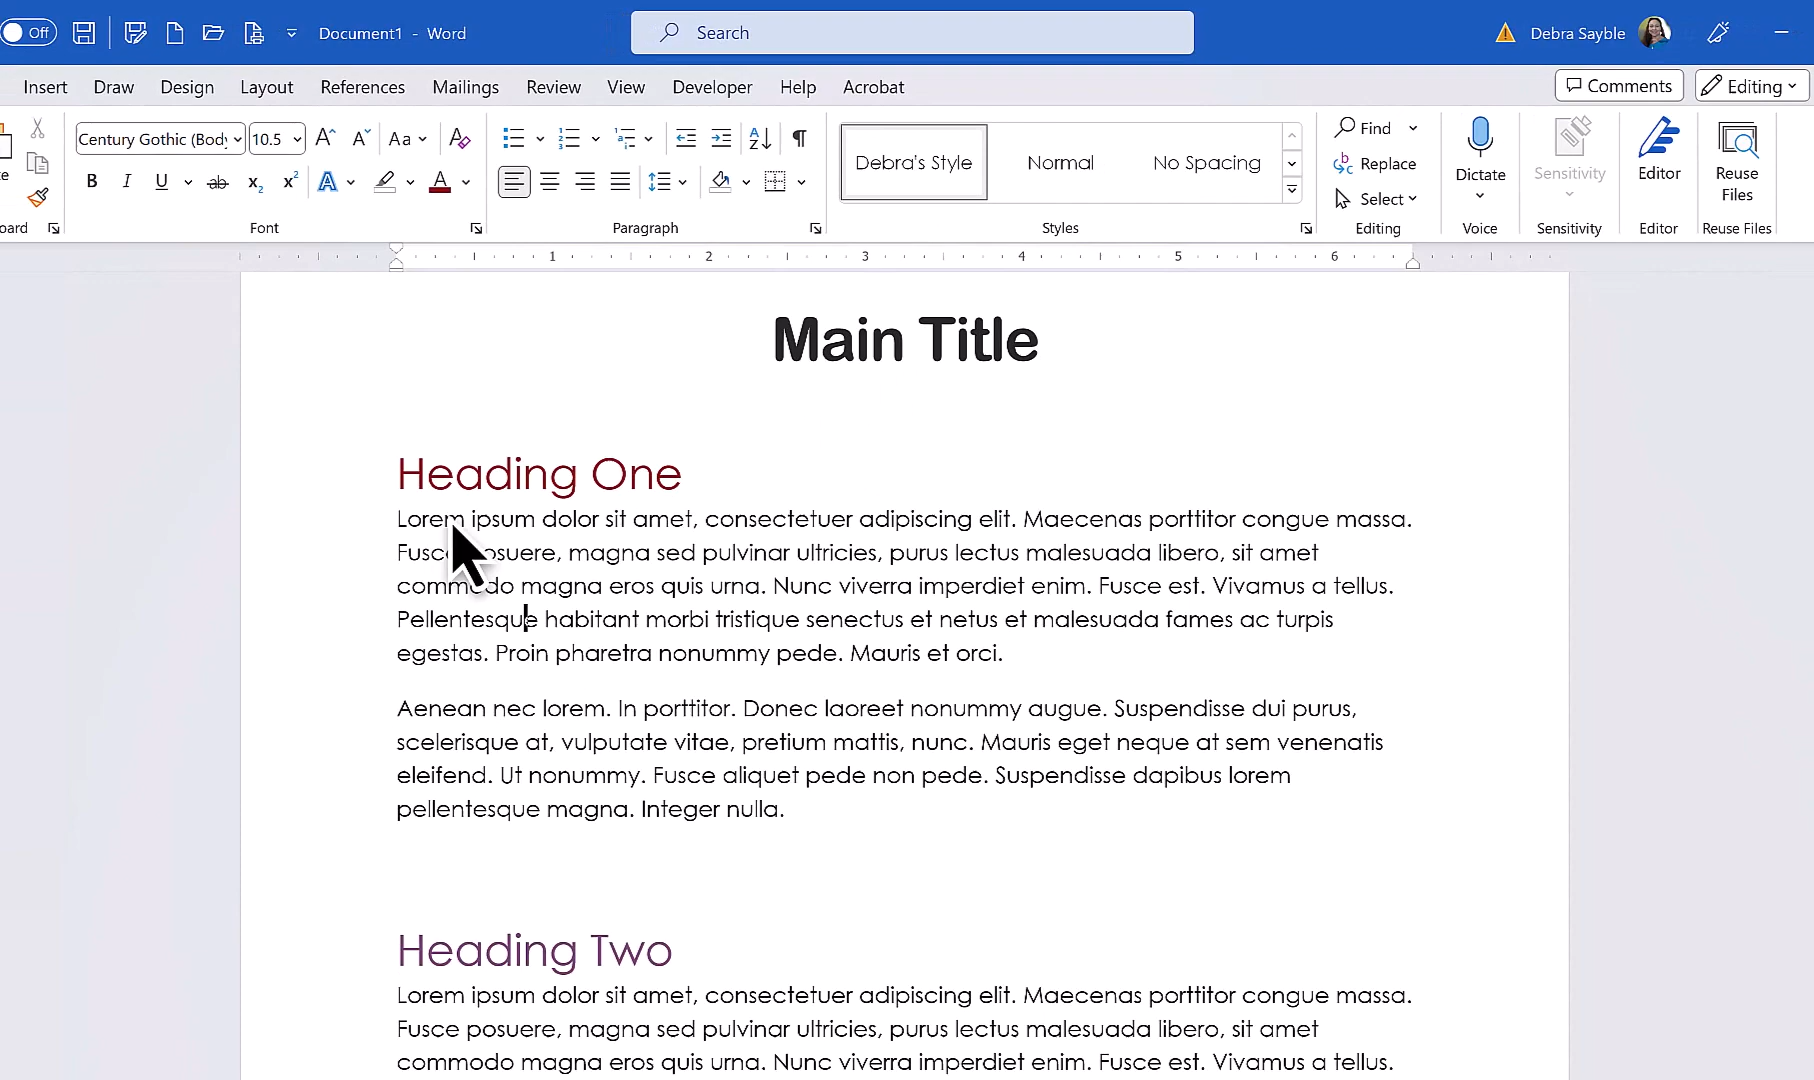 Off
Document1 - Word
Search
Debra Sayble
Insert
Draw
Design
Layout
References
Mailings
Review
View
Developer
Help
Acrobat
Comments
Editing
Century Gothic (Body
10.5
Debra's Style
Normal
No Spacing
Find
Replace
Select
Dictate
Sensitivity
Editor
Reuse
Files
Font
Paragraph
Styles
Editing
Voice
Sensitivity
Editor
Reuse Files
1 2 3 4 5 6
Main Title
Heading One
Lorem ipsum dolor sit amet, consectetuer adipiscing elit. Maecenas porttitor congue massa.
Fusce posuere, magna sed pulvinar ultricies, purus lectus malesuada libero, sit amet
commodo magna eros quis urna. Nunc viverra imperdiet enim. Fusce est. Vivamus a tellus.
Pellentesque habitant morbi tristique senectus et netus et malesuada fames ac turpis
egestas. Proin pharetra nonummy pede. Mauris et orci.
Aenean nec lorem. In porttitor. Donec laoreet nonummy augue. Suspendisse dui purus,
scelerisque at, vulputate vitae, pretium mattis, nunc. Mauris eget neque at sem venenatis
eleifend. Ut nonummy. Fusce aliquet pede non pede. Suspendisse dapibus lorem
pellentesque magna. Integer nulla.
Heading Two
Lorem ipsum dolor sit amet, consectetuer adipiscing elit. Maecenas porttitor congue massa.
Fusce posuere, magna sed pulvinar ultricies, purus lectus malesuada libero, sit amet
commodo magna eros quis urna. Nunc viverra imperdiet enim. Fusce est. Vivamus a tellus.